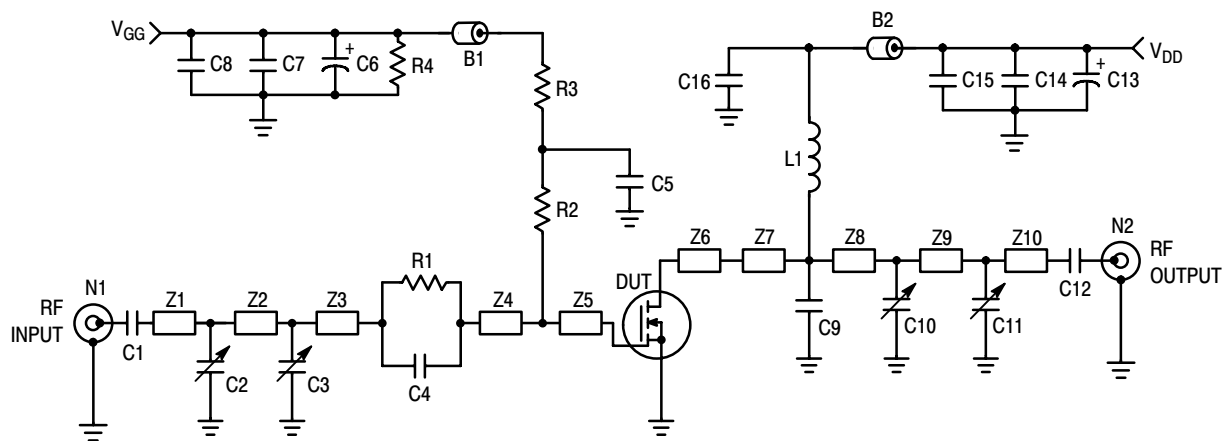 VGG
C8
C7
+
C6
R4
B1
R3
C5
R2
B2
C16
C15
C14
+
C13
VDD
L1
Z6
Z7
Z8
Z9
Z10
N2
RF
OUTPUT
C12
C9
C10
C11
DUT
N1
RF
INPUT
C1
Z1
Z2
Z3
R1
C4
Z4
Z5
C2
C3